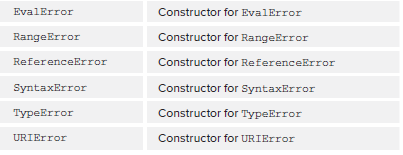 EvalError Constructor for EvalError
RangeError Constructor for RangeError
ReferenceError Constructor for ReferenceError
SyntaxError Constructor for SyntaxError
TypeError Constructor for TypeError
URIError Constructor for URIError